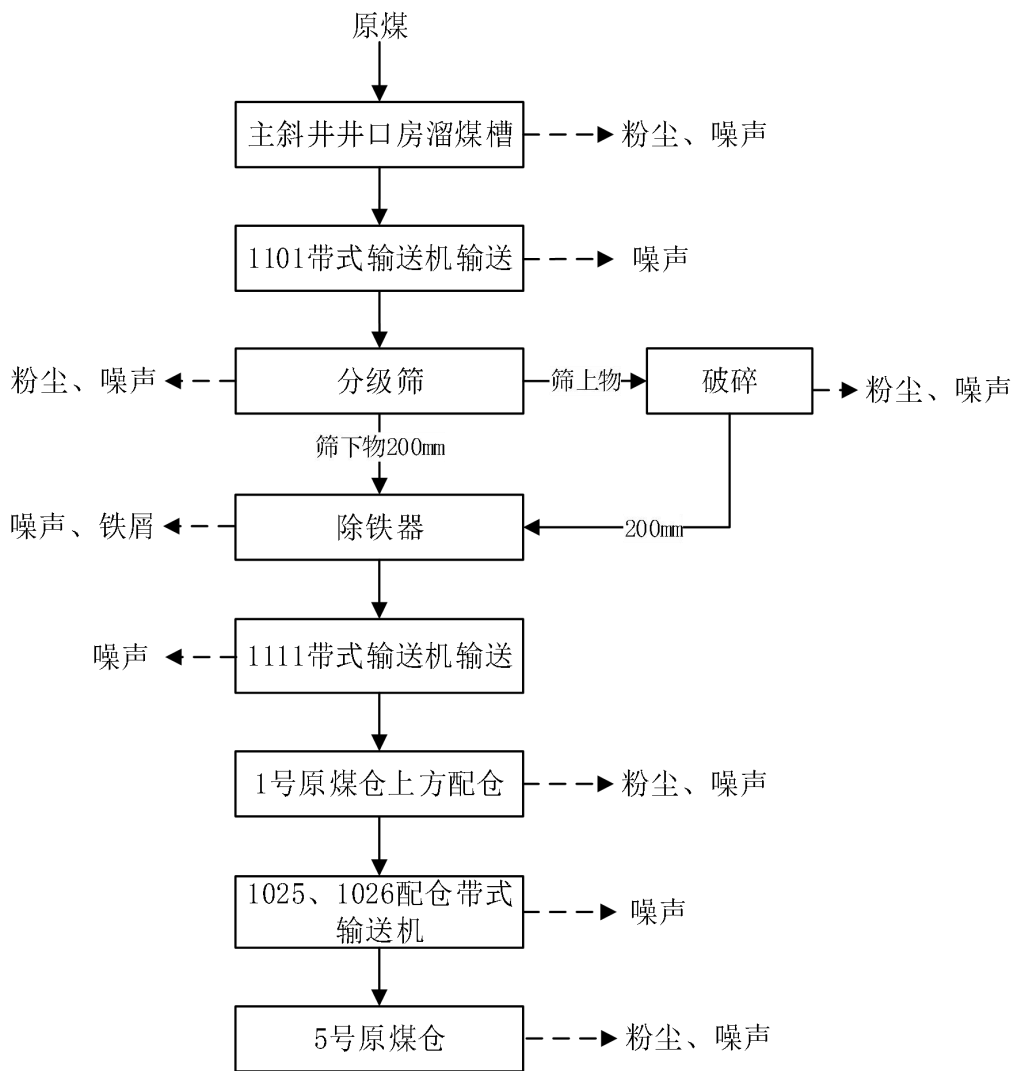 原煤
主斜井井口房溜煤槽
粉尘、噪声
1101带式输送机输送
噪声
粉尘、噪声
分级筛
筛上物
破碎
粉尘、噪声
筛下物200mm
噪声、铁屑
除铁器
200mm
噪声
1111带式输送机输送
1号原煤仓上方配仓
粉尘、噪声
1025、1026配仓带式
输送机
噪声
5号原煤仓
粉尘、噪声